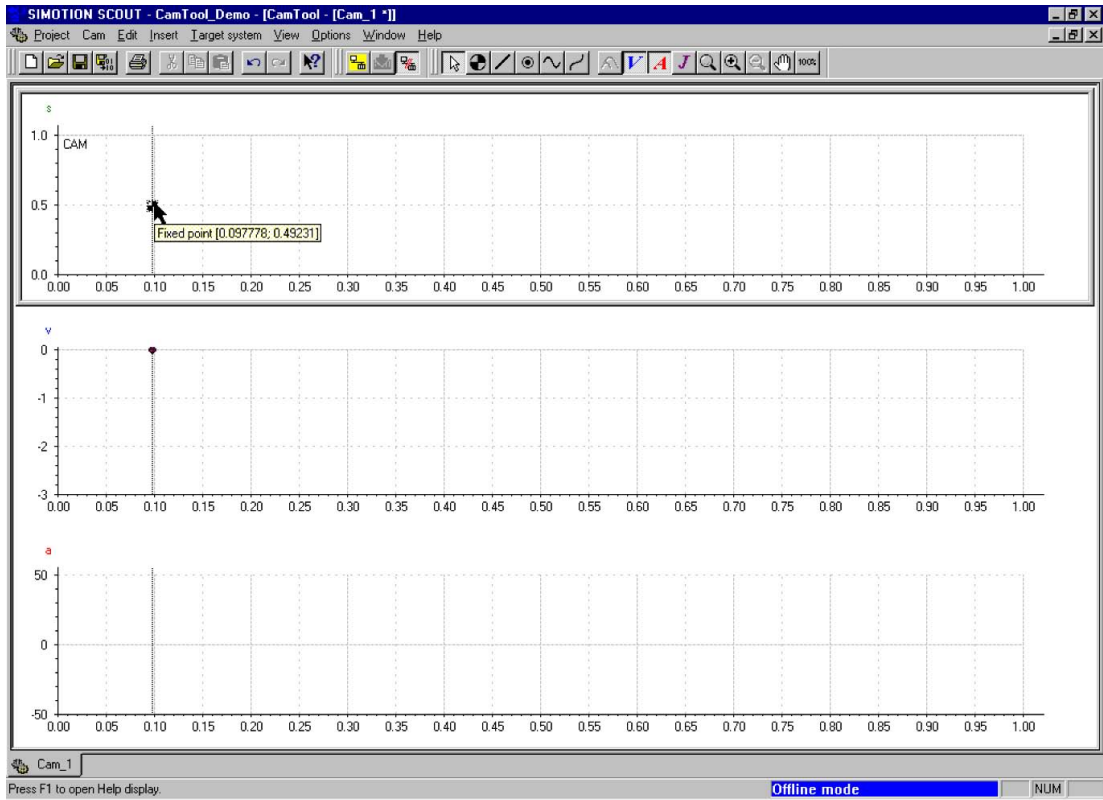 SIMOTION SCOUT - CamTool_Demo - [CamTool - [Cam_1 *]]
Project Cam Edit Insert Target system View Options Window Help
V A J 100%
s
1.0
CAM
0.5
Fixed point [0.097778; 0.49231]
0.0
0.00 0.05 0.10 0.15 0.20 0.25 0.30 0.35 0.40 0.45 0.50 0.55 0.60 0.65 0.70 0.75 0.80 0.85 0.90 0.95 1.00
v
0
-1
-2
-3
0.00 0.05 0.10 0.15 0.20 0.25 0.30 0.35 0.40 0.45 0.50 0.55 0.60 0.65 0.70 0.75 0.80 0.85 0.90 0.95 1.00
a
50
0
-50
0.00 0.05 0.10 0.15 0.20 0.25 0.30 0.35 0.40 0.45 0.50 0.55 0.60 0.65 0.70 0.75 0.80 0.85 0.90 0.95 1.00
Cam_1
Press F1 to open Help display. Offline mode NUM